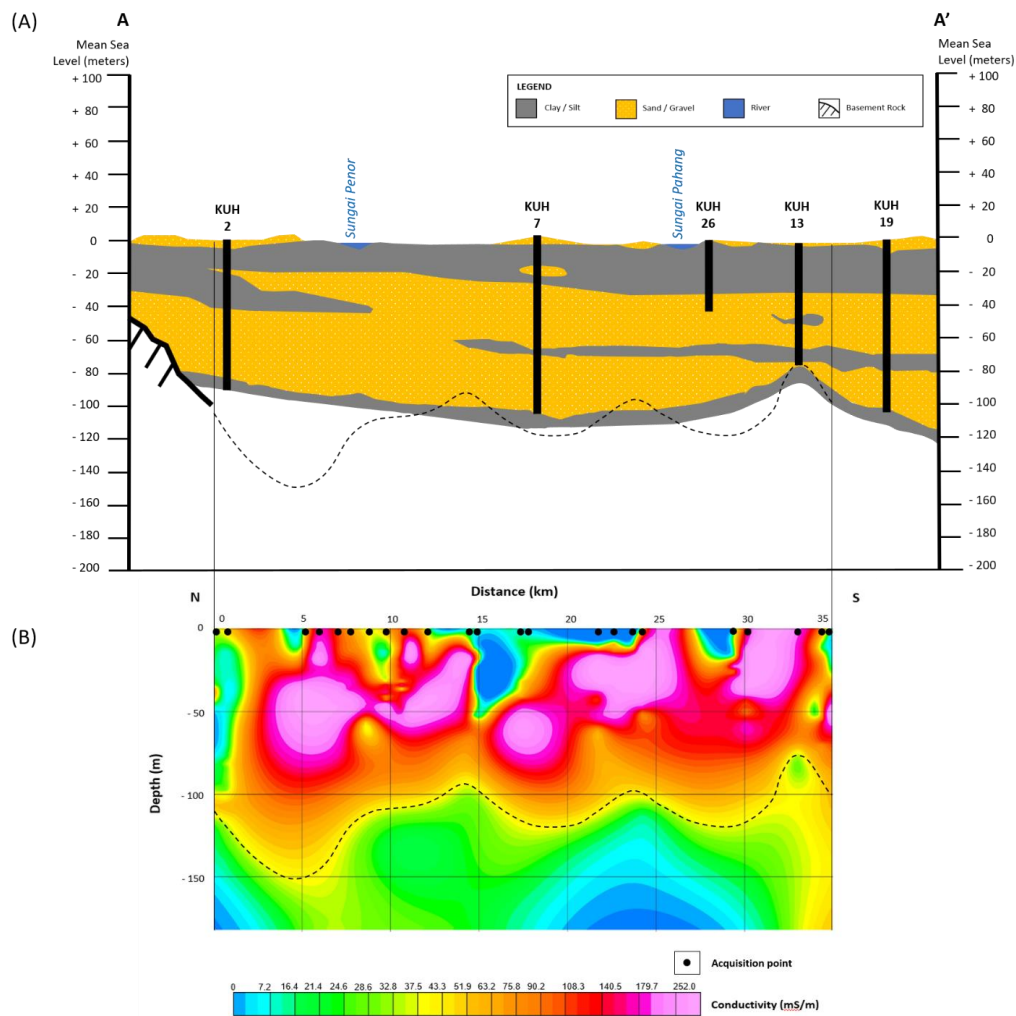 (A)
A
A'
Mean Sea
Level (meters)
Mean Sea
Level (meters)
+ 100
+ 80
+ 60
+ 40
+ 20
0
- 20
- 40
- 60
- 80
- 100
- 120
- 140
- 160
- 180
- 200
+ 100
+ 80
+ 60
+ 40
+ 20
0
- 20
- 40
- 60
- 80
- 100
- 120
- 140
- 160
- 180
- 200
LEGEND
Clay / Silt
Sand / Gravel
River
Basement Rock
KUH
2
Sungai Penor
KUH
7
Sungai Pahang
KUH
26
KUH
13
KUH
19
(B)
N
Distance (km)
S
0 5 10 15 20 25 30 35
Depth (m)
0
- 50
- 100
- 150
Acquisition point
0 7.2 16.4 21.4 24.6 28.6 32.8 37.5 43.3 51.9 63.2 75.8 90.2 108.3 140.5 179.7 252.0
Conductivity (mS/m)